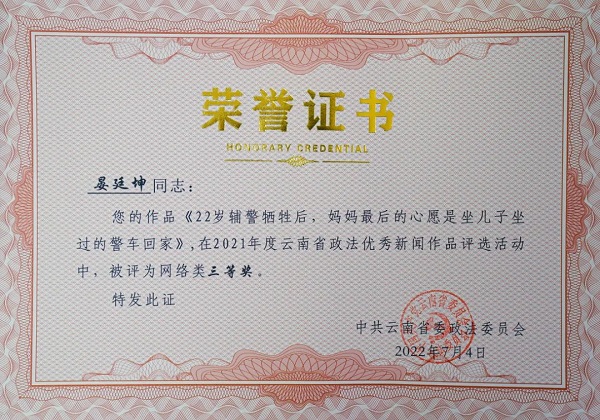 荣誉证书
HONORARY CREDENTIAL
晏廷坤同志：
您的作品《22岁辅警牺牲后，妈妈最后的心愿是坐儿子坐
过的警车回家》,在2021年度云南省政法优秀新闻作品评选活动
中，被评为网络类三等奖。
特发此证
中共云南省委政法委员会
2022年7月4日